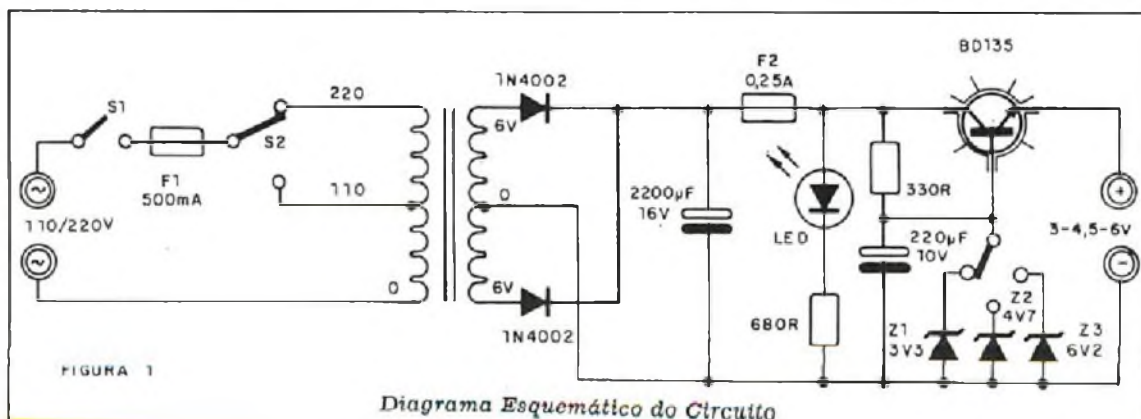 S1
F1
500mA
S2
220
110
0
110/220V
1N4002
6V
0
6V
1N4002
2200µF
16V
F2
0,25A
LED
680R
330R
220µF
10V
BD135
Z1
3V3
Z2
4V7
Z3
6V2
+
3-4,5-6V
−
FIGURA 1
Diagrama Esquemático do Circuito